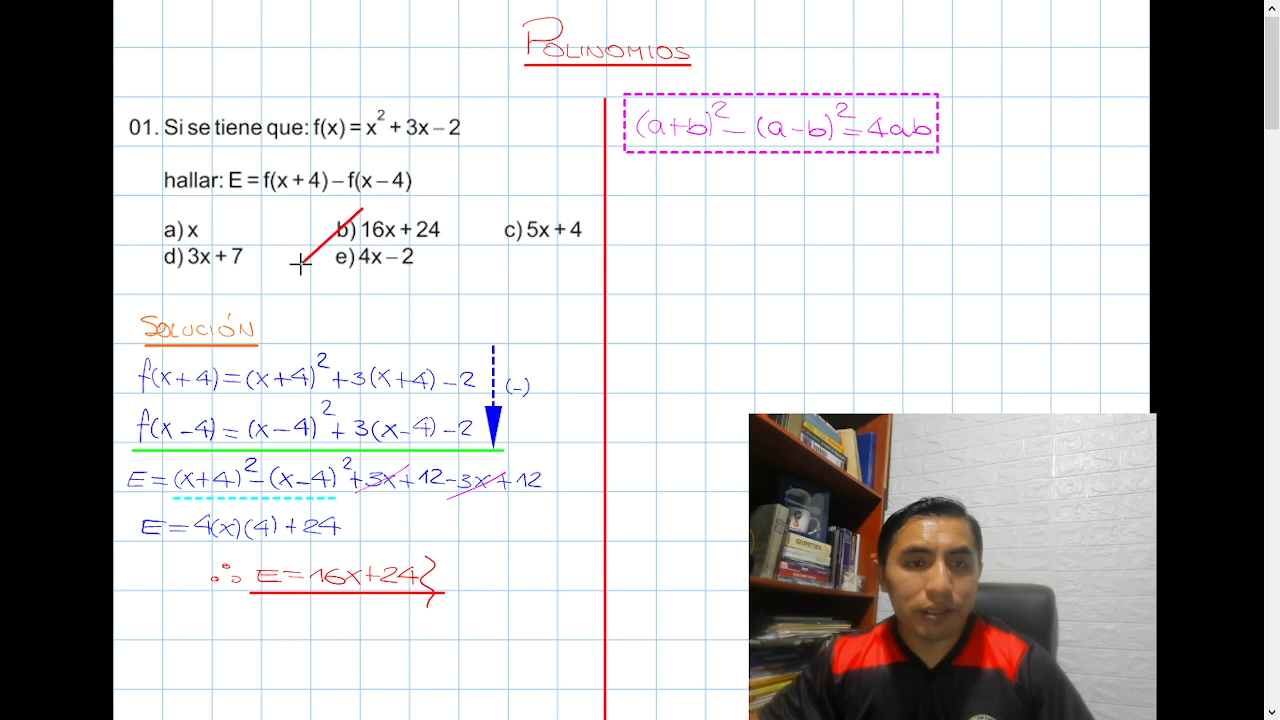 POLINOMIOS
01. Si se tiene que: f(x) = x² + 3x – 2
hallar: E = f(x + 4) – f(x – 4)
a) x b) 16x + 24 c) 5x + 4
d) 3x + 7 e) 4x – 2
SOLUCIÓN
f(x+4)=(x+4)²+3(x+4)-2
(-)
f(x-4)=(x-4)²+3(x-4)-2
E=(x+4)²-(x-4)²+3x+12-3x+12
E=4(x)(4)+24
∴ E=16x+24
(a+b)²-(a-b)²=4ab
GEOMETRIA